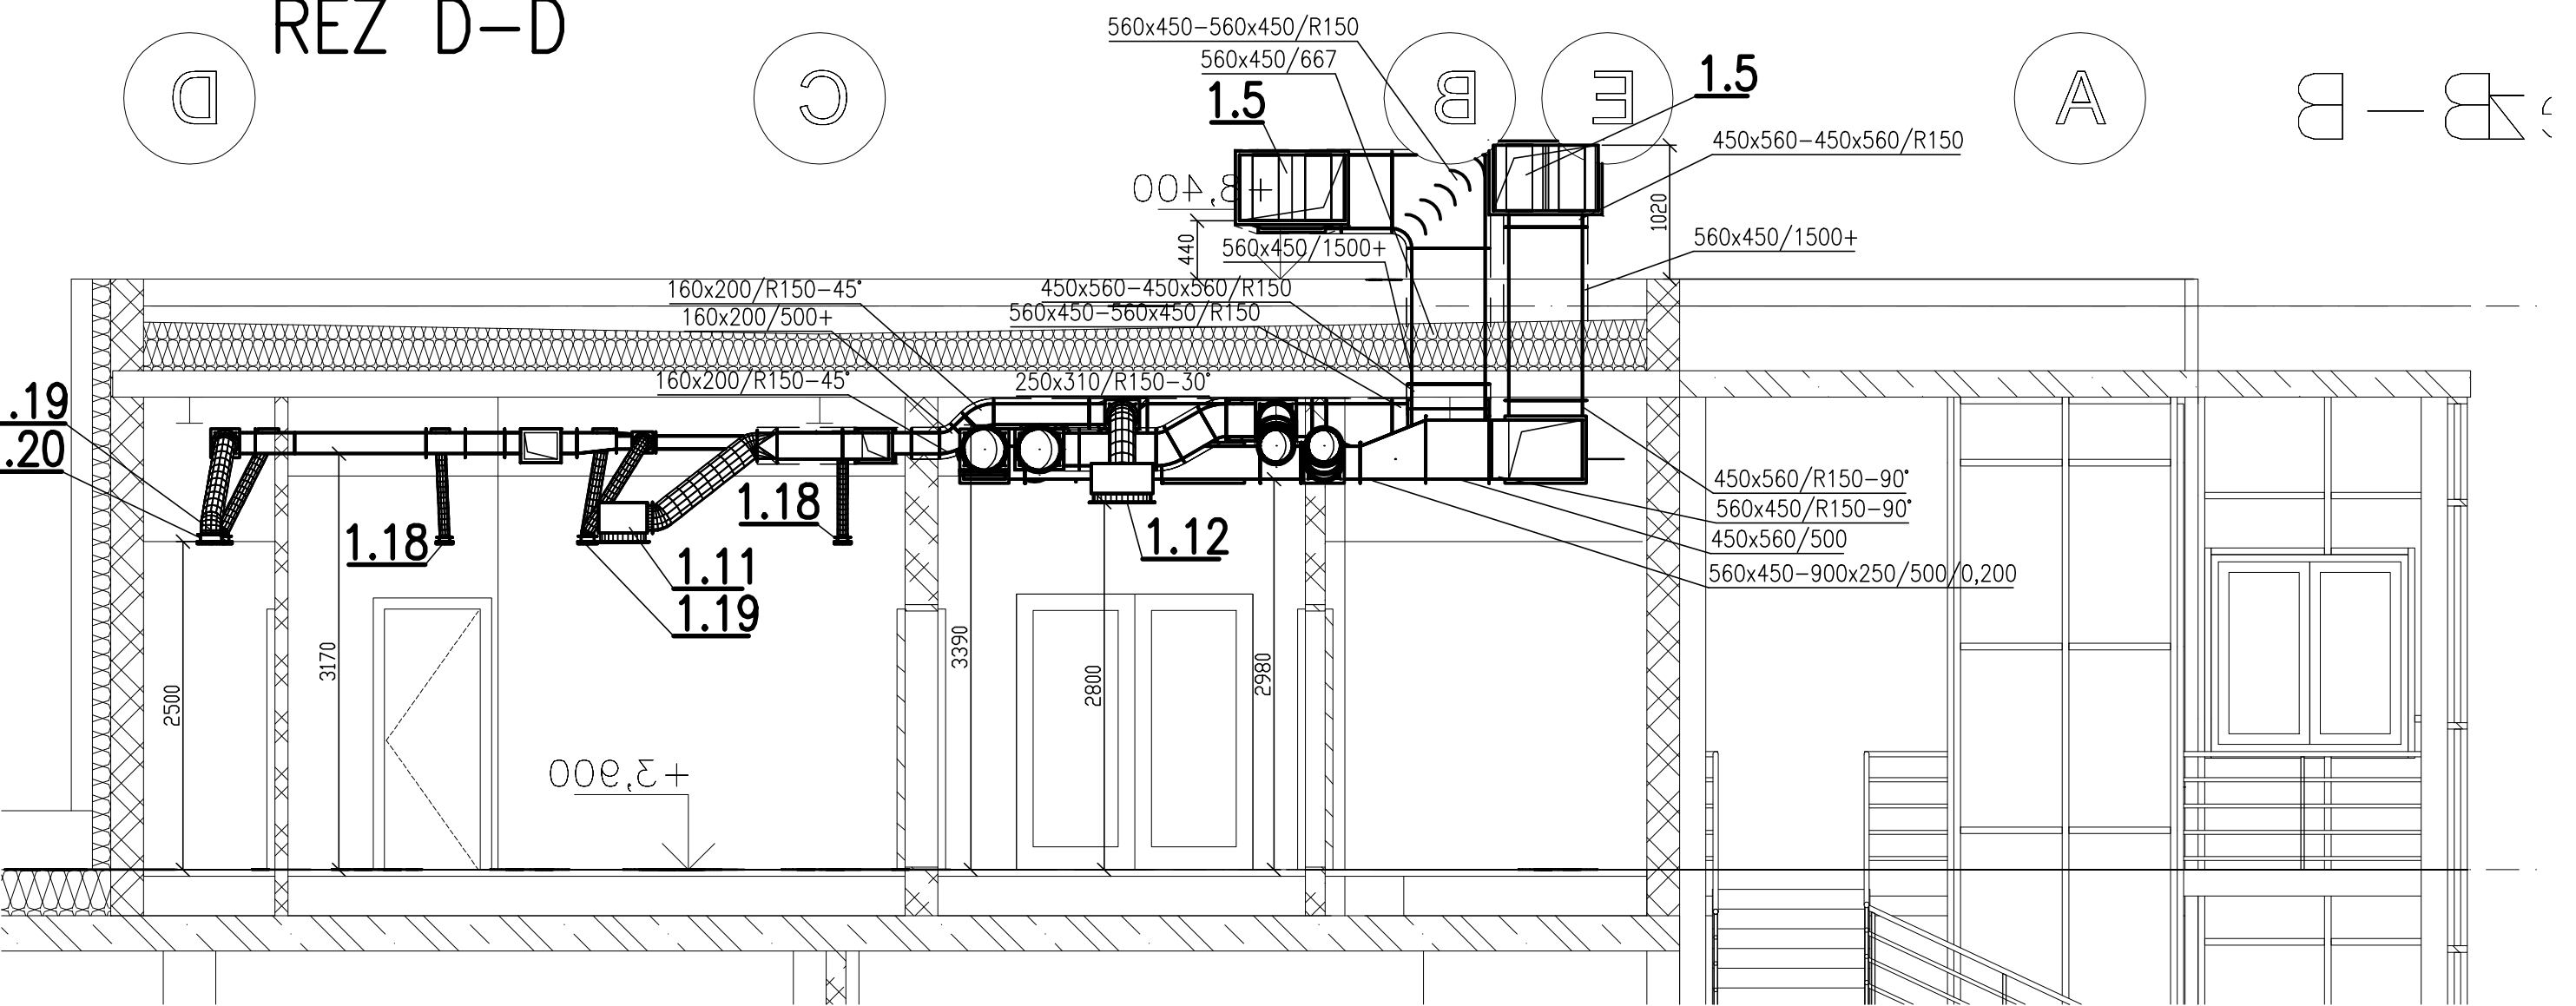 REZ D-D
D
C
B
E
A
B-B
560x450-560x450/R150
560x450/667
1.5
1.5
450x560-450x560/R150
+8,400
1020
440
560x450/1500+
560x450/1500+
160x200/R150-45°
450x560-450x560/R150
160x200/500+
560x450-560x450/R150
160x200/R150-45°
250x310/R150-30°
.19
.20
1.18
1.18
1.12
1.11
1.19
450x560/R150-90°
560x450/R150-90°
450x560/500
560x450-900x250/500/0,200
2500
3170
3390
2800
2980
+3,900